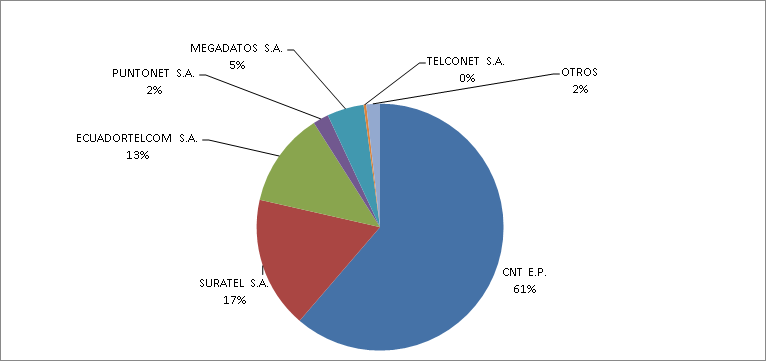 MEGADATOS S.A.
5%
TELCONET S.A.
0%
OTROS
2%
PUNTONET S.A.
2%
ECUADORTELCOM S.A.
13%
CNT E.P.
61%
SURATEL S.A.
17%